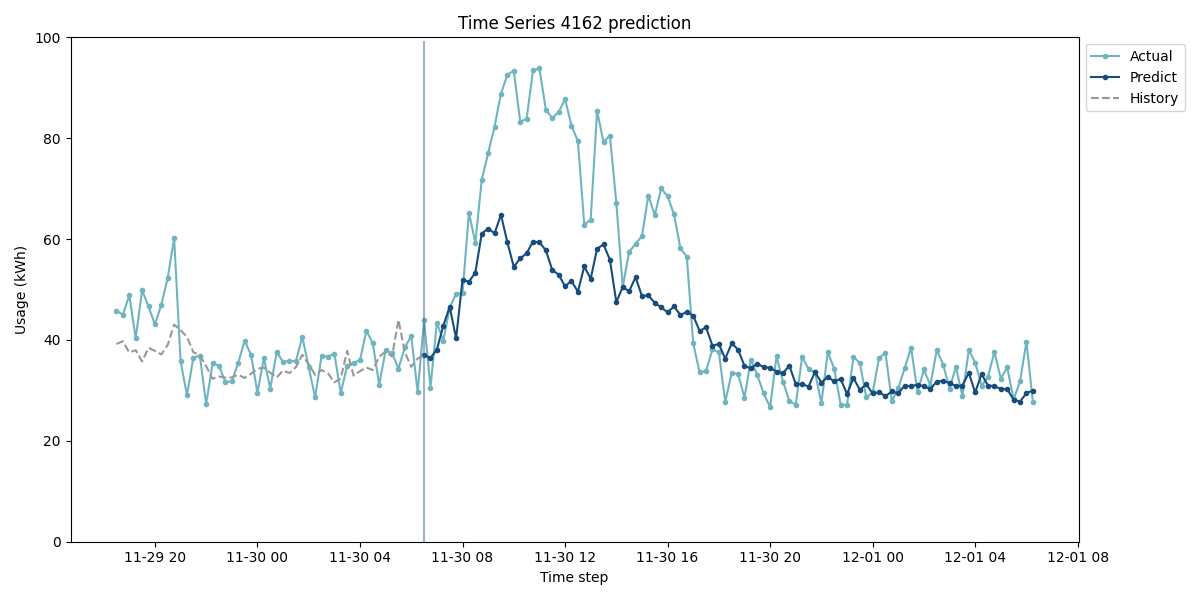 Time Series 4162 prediction
100
80
60
40
20
0
Usage (kWh)
11-29 20
11-30 00
11-30 04
11-30 08
11-30 12
11-30 16
11-30 20
12-01 00
12-01 04
12-01 08
Time step
Actual
Predict
History